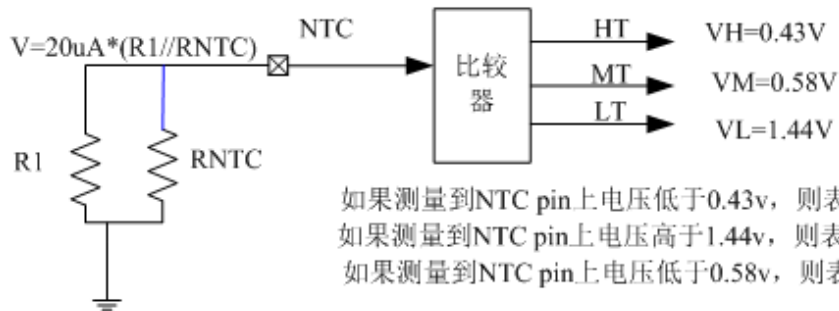 V=20uA*(R1//RNTC)
NTC
HT
VH=0.43V
比较
器
MT
VM=0.58V
LT
VL=1.44V
R1
RNTC
如果测量到NTC pin上电压低于0.43v，则表
如果测量到NTC pin上电压高于1.44v，则表
如果测量到NTC pin上电压低于0.58v，则表